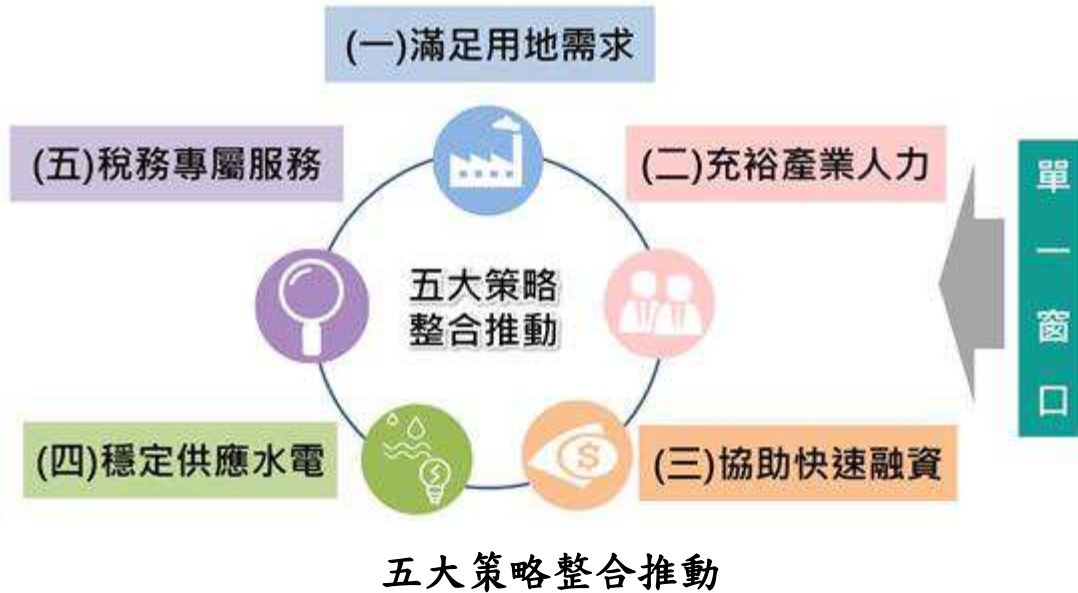 (一)滿足用地需求
(二)充裕產業人力
(三)協助快速融資
(四)穩定供應水電
(五)稅務專屬服務
五大策略
整合推動
單一窗口
五大策略整合推動